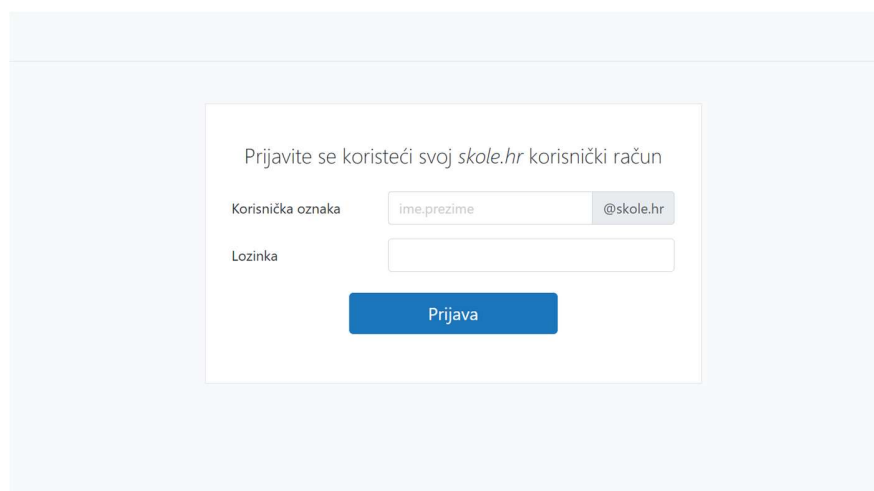 Prijavite se koristeći svoj skole.hr korisnički račun
Korisnička oznaka ime.prezime @skole.hr
Lozinka
Prijava